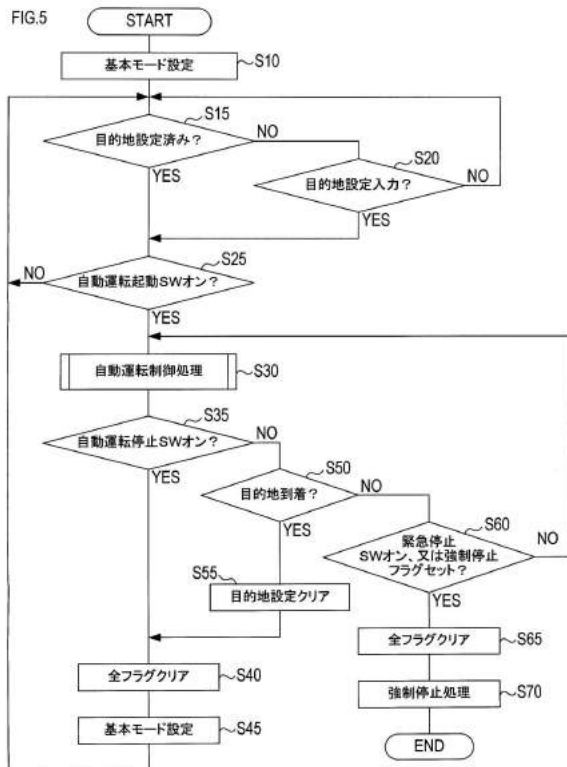 FIG.5
START
基本モード設定
S10
S15
目的地設定済み?
NO
YES
S20
目的地設定入力?
NO
YES
S25
NO
自動運転起動SWオン?
YES
自動運転制御処理
S30
S35
自動運転停止SWオン?
NO
YES
S50
目的地到着?
NO
YES
S60
緊急停止
SWオン、又は強制停止
フラグセット?
NO
YES
S55
目的地設定クリア
全フラグクリア
S65
全フラグクリア
S40
強制停止処理
S70
基本モード設定
S45
END